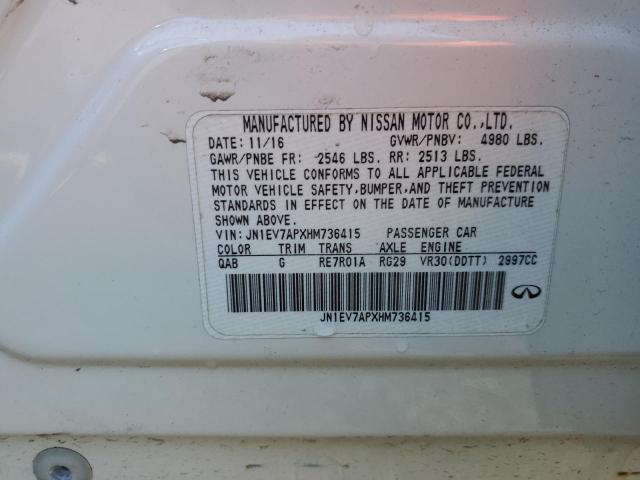 MANUFACTURED BY NISSAN MOTOR CO.,LTD.
DATE: 11/16 GVWR/PNBV: 4980 LBS.
GAWR/PNBE FR: 2546 LBS. RR: 2513 LBS.
THIS VEHICLE CONFORMS TO ALL APPLICABLE FEDERAL
MOTOR VEHICLE SAFETY,BUMPER,AND THEFT PREVENTION
STANDARDS IN EFFECT ON THE DATE OF MANUFACTURE
SHOWN ABOVE.
VIN: JN1EV7APXHM736415 PASSENGER CAR
COLOR TRIM TRANS AXLE ENGINE
QAB G RE7R01A RG29 VR30(DDTT) 2997CC
JN1EV7APXHM736415